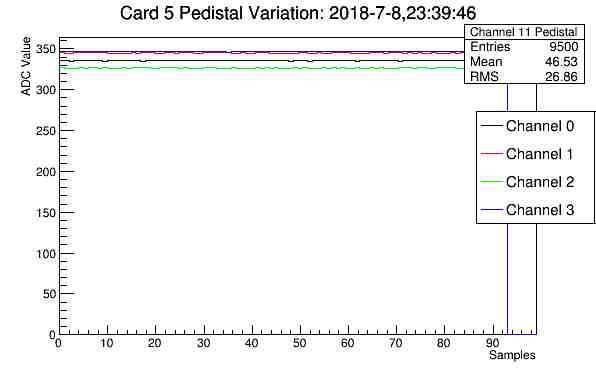 Card 5 Pedistal Variation: 2018-7-8,23:39:46
ADC Value
350
300
250
200
150
100
50
0
0 10 20 30 40 50 60 70 80 90
Samples
Channel 11 Pedistal
Entries 9500
Mean 46.53
RMS 26.86
Channel 0
Channel 1
Channel 2
Channel 3